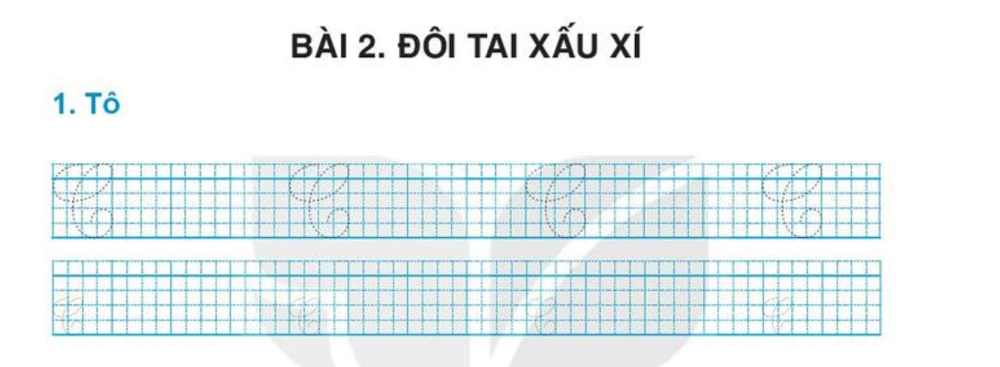 BÀI 2. ĐÔI TAI XẤU XÍ
1. Tô
C C C C
C C C C